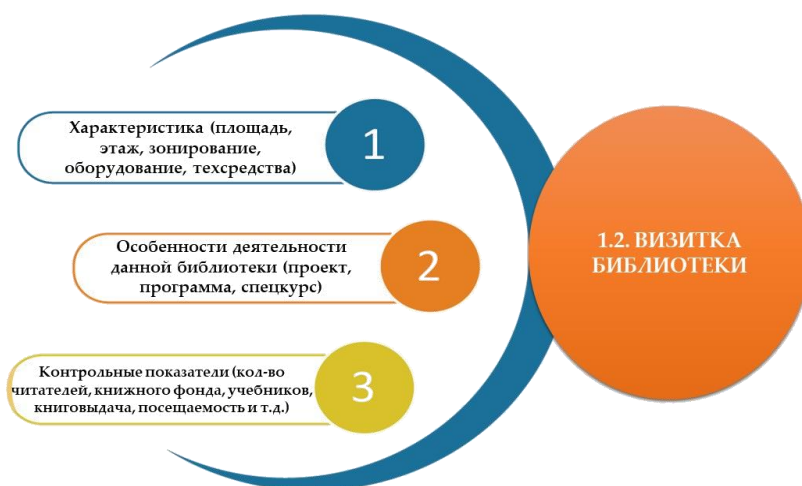 Характеристика (площадь,
этаж, зонирование,
оборудование, техсредства)
1
Особенности деятельности
данной библиотеки (проект,
программа, спецкурс)
2
Контрольные показатели (кол-во
читателей, книжного фонда, учебников,
книговыдача, посещаемость и т.д.)
3
1.2. ВИЗИТКА
БИБЛИОТЕКИ